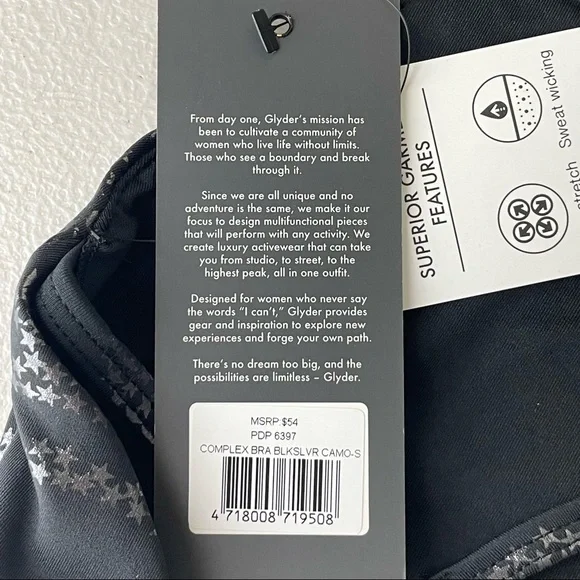 From day one, Glyder's mission has
been to cultivate a community of
women who live life without limits.
Those who see a boundary and break
through it.
Since we are all unique and no
adventure is the same, we make it our
focus to design multifunctional pieces
that will perform with any activity. We
create luxury activewear that can take
you from studio, to street, to the
highest peak, all in one outfit.
Designed for women who never say
the words “I can't,” Glyder provides
gear and inspiration to explore new
experiences and forge your own path.
There's no dream too big, and the
possibilities are limitless – Glyder.
MSRP $54
PDP 6397
COMPLEX BRA BLKSLVR CAMO-S
4 718008 719508
SUPERIOR
FEATURES
Sweat wicking